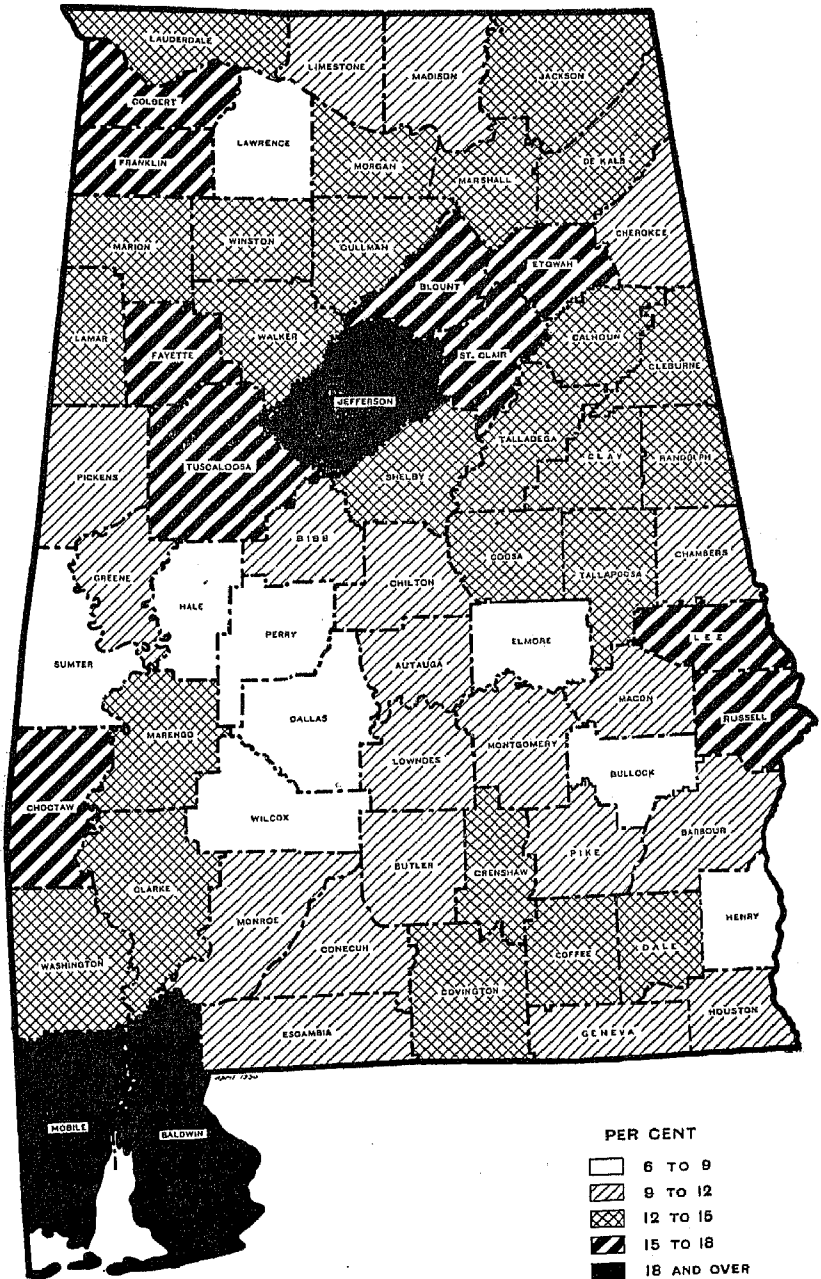 LAUDERDALE
LIMESTONE
MADISON
JACKSON
COLBERT
LAWRENCE
FRANKLIN
MORGAN
MARSHALL
DE KALB
CHEROKEE
MARION
WINSTON
CULLMAN
ETOWAH
BLOUNT
LAMAR
FAYETTE
WALKER
ST. CLAIR
CALHOUN
CLEBURNE
JEFFERSON
TALLADEGA
CLAY
RANDOLPH
PICKENS
TUSCALOOSA
SHELBY
BIBB
COOSA
TALLAPOOSA
CHAMBERS
GREENE
HALE
CHILTON
PERRY
ELMORE
LEE
SUMTER
AUTAUGA
MACON
RUSSELL
MARENGO
DALLAS
LOWNDES
MONTGOMERY
BULLOCK
CHOCTAW
WILCOX
BARBOUR
PIKE
BUTLER
CRENSHAW
CLARKE
HENRY
MONROE
CONECUH
COFFEE
DALE
WASHINGTON
COVINGTON
HOUSTON
ESCAMBIA
GENEVA
MOBILE
BALDWIN
PER CENT
6 TO 9
9 TO 12
12 TO 15
15 TO 18
18 AND OVER